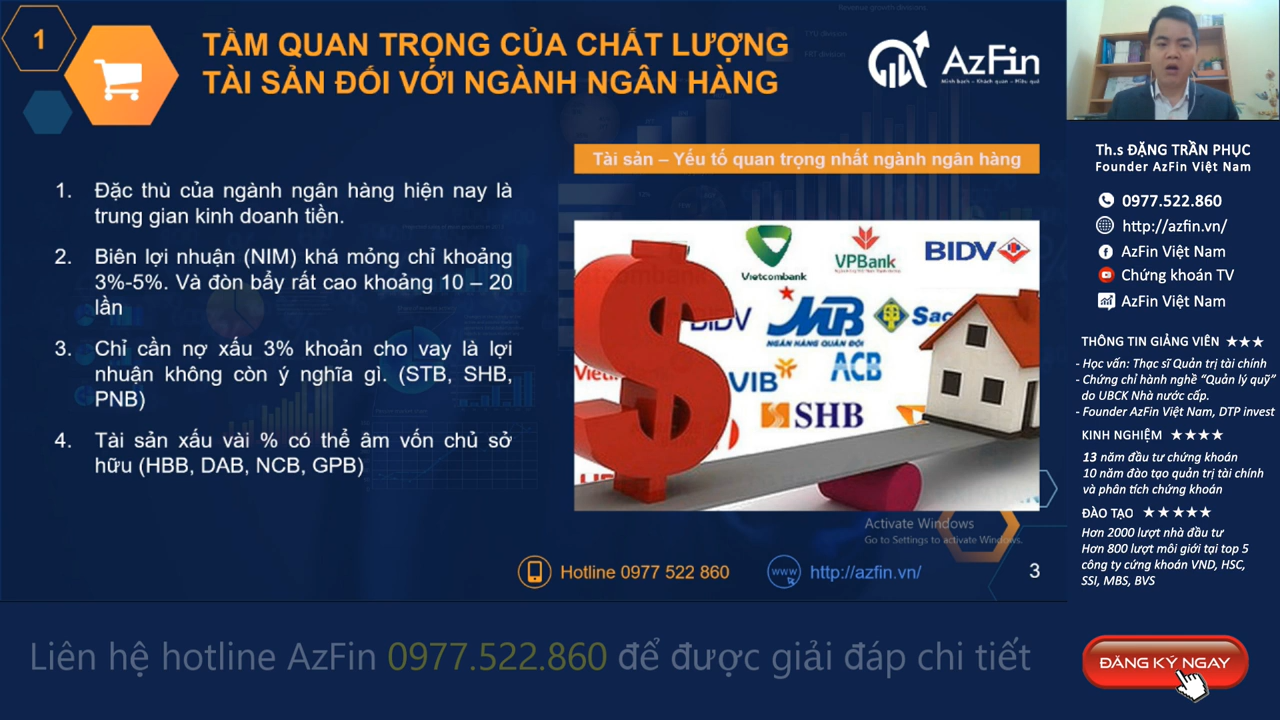 1
TẦM QUAN TRỌNG CỦA CHẤT LƯỢNG
TÀI SẢN ĐỐI VỚI NGÀNH NGÂN HÀNG
AzFin
Minh bạch - Khách quan - Hiệu quả
Tài sản – Yếu tố quan trọng nhất ngành ngân hàng
1. Đặc thù của ngành ngân hàng hiện nay là
trung gian kinh doanh tiền.
2. Biên lợi nhuận (NIM) khá mỏng chỉ khoảng
3%-5%. Và đòn bẩy rất cao khoảng 10 – 20
lần
3. Chỉ cần nợ xấu 3% khoản cho vay là lợi
nhuận không còn ý nghĩa gì. (STB, SHB,
PNB)
4. Tài sản xấu vài % có thể âm vốn chủ sở
hữu (HBB, DAB, NCB, GPB)
Vietcombank
VPBank
BIDV
BIDV
MB
NGÂN HÀNG QUÂN ĐỘI
Sac
Vieti
VIB
ACB
SHB
Activate Windows
Go to Settings to activate Windows.
Hotline 0977 522 860
www
http://azfin.vn/
3
Th.s ĐẶNG TRẦN PHỤC
Founder AzFin Việt Nam
0977.522.860
http://azfin.vn/
AzFin Việt Nam
Chứng khoán TV
AzFin Việt Nam
THÔNG TIN GIẢNG VIÊN ★★★
- Học vấn: Thạc sĩ Quản trị tài chính
- Chứng chỉ hành nghề “Quản lý quỹ”
do UBCK Nhà nước cấp.
- Founder AzFin Việt Nam, DTP invest
KINH NGHIỆM ★★★★
13 năm đầu tư chứng khoán
10 năm đào tạo quản trị tài chính
và phân tích chứng khoán
ĐÀO TẠO ★★★★★
Hơn 2000 lượt nhà đầu tư
Hơn 800 lượt môi giới tại top 5
công ty cứng khoán VND, HSC,
SSI, MBS, BVS
Liên hệ hotline AzFin 0977.522.860 để được giải đáp chi tiết
ĐĂNG KÝ NGAY